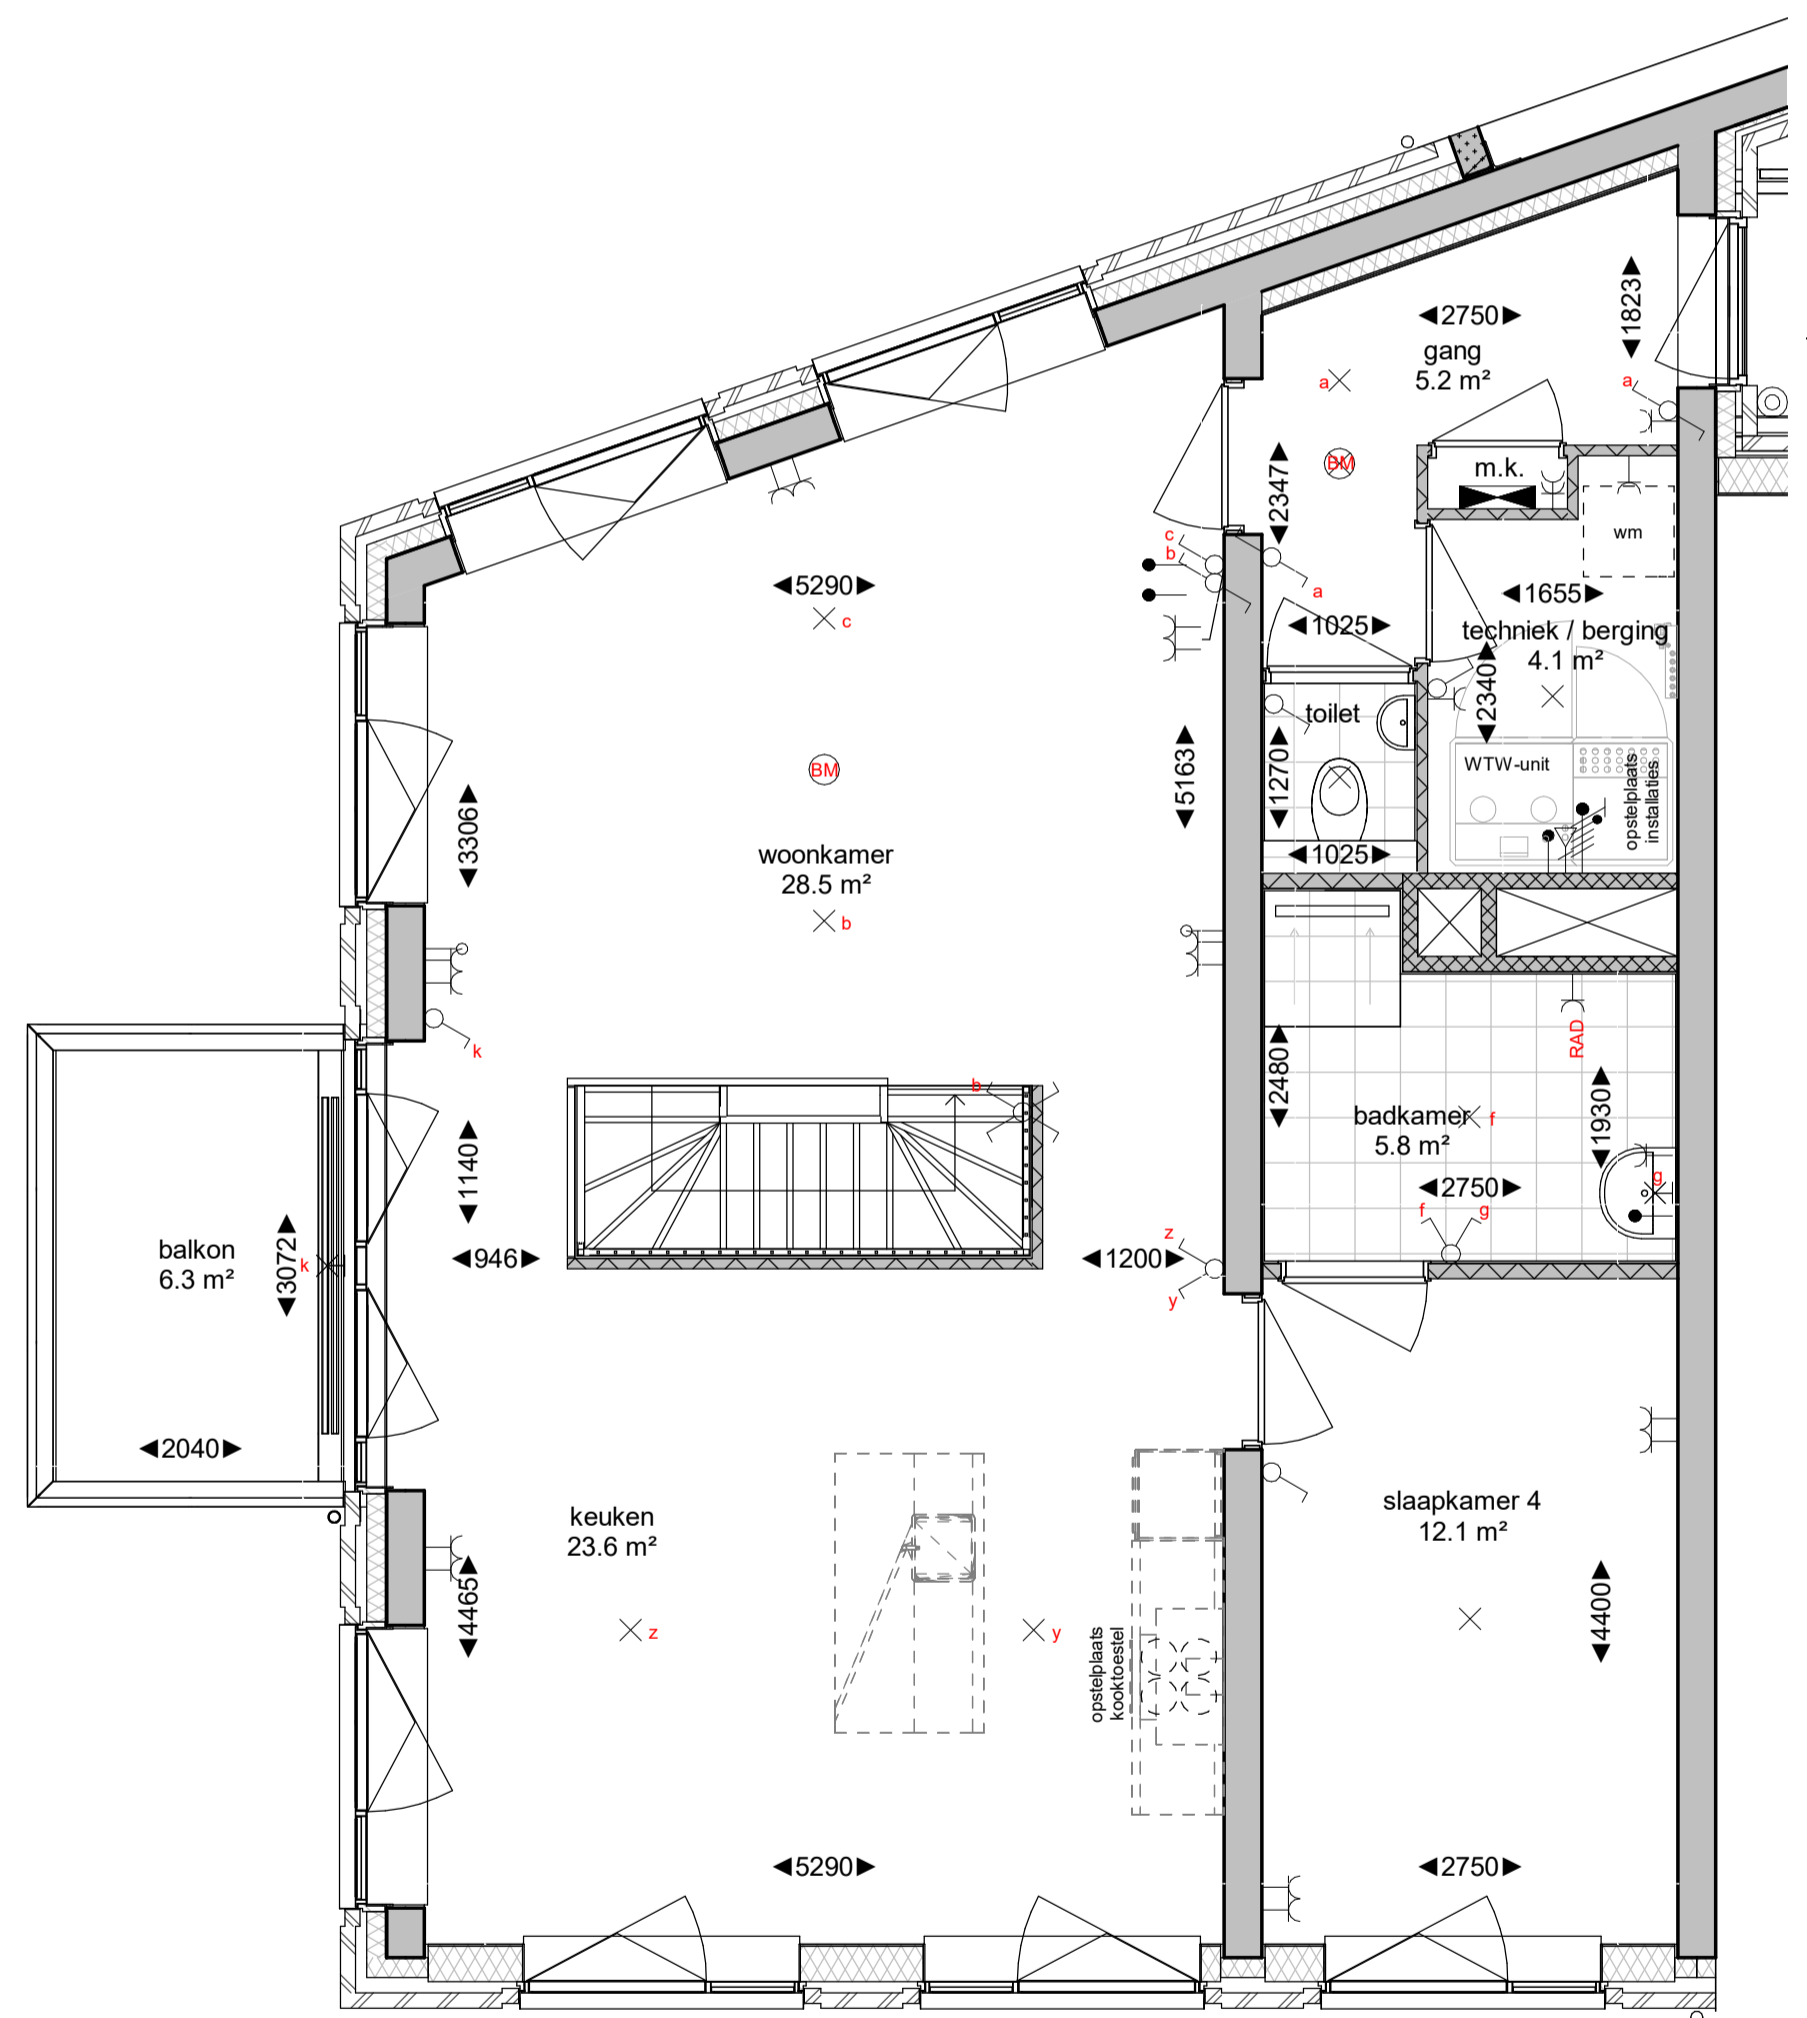 2750
gang
5.2 m²
1823
a
a
BM
m.k.
2347
wm
c
b
a
5290
c
1655
techniek / berging
4.1 m²
1025
2340
toilet
1270
5163
BM
WTW-unit
opstelplaats
installaties
3306
woonkamer
28.5 m²
1025
b
k
RAD
2480
b
badkamer
5.8 m²
f
1930
1140
2750
g
f
g
balkon
6.3 m²
3072
k
946
1200
z
y
2040
keuken
23.6 m²
slaapkamer 4
12.1 m²
4465
4400
z
y
opstelplaats
kooktoestel
5290
2750